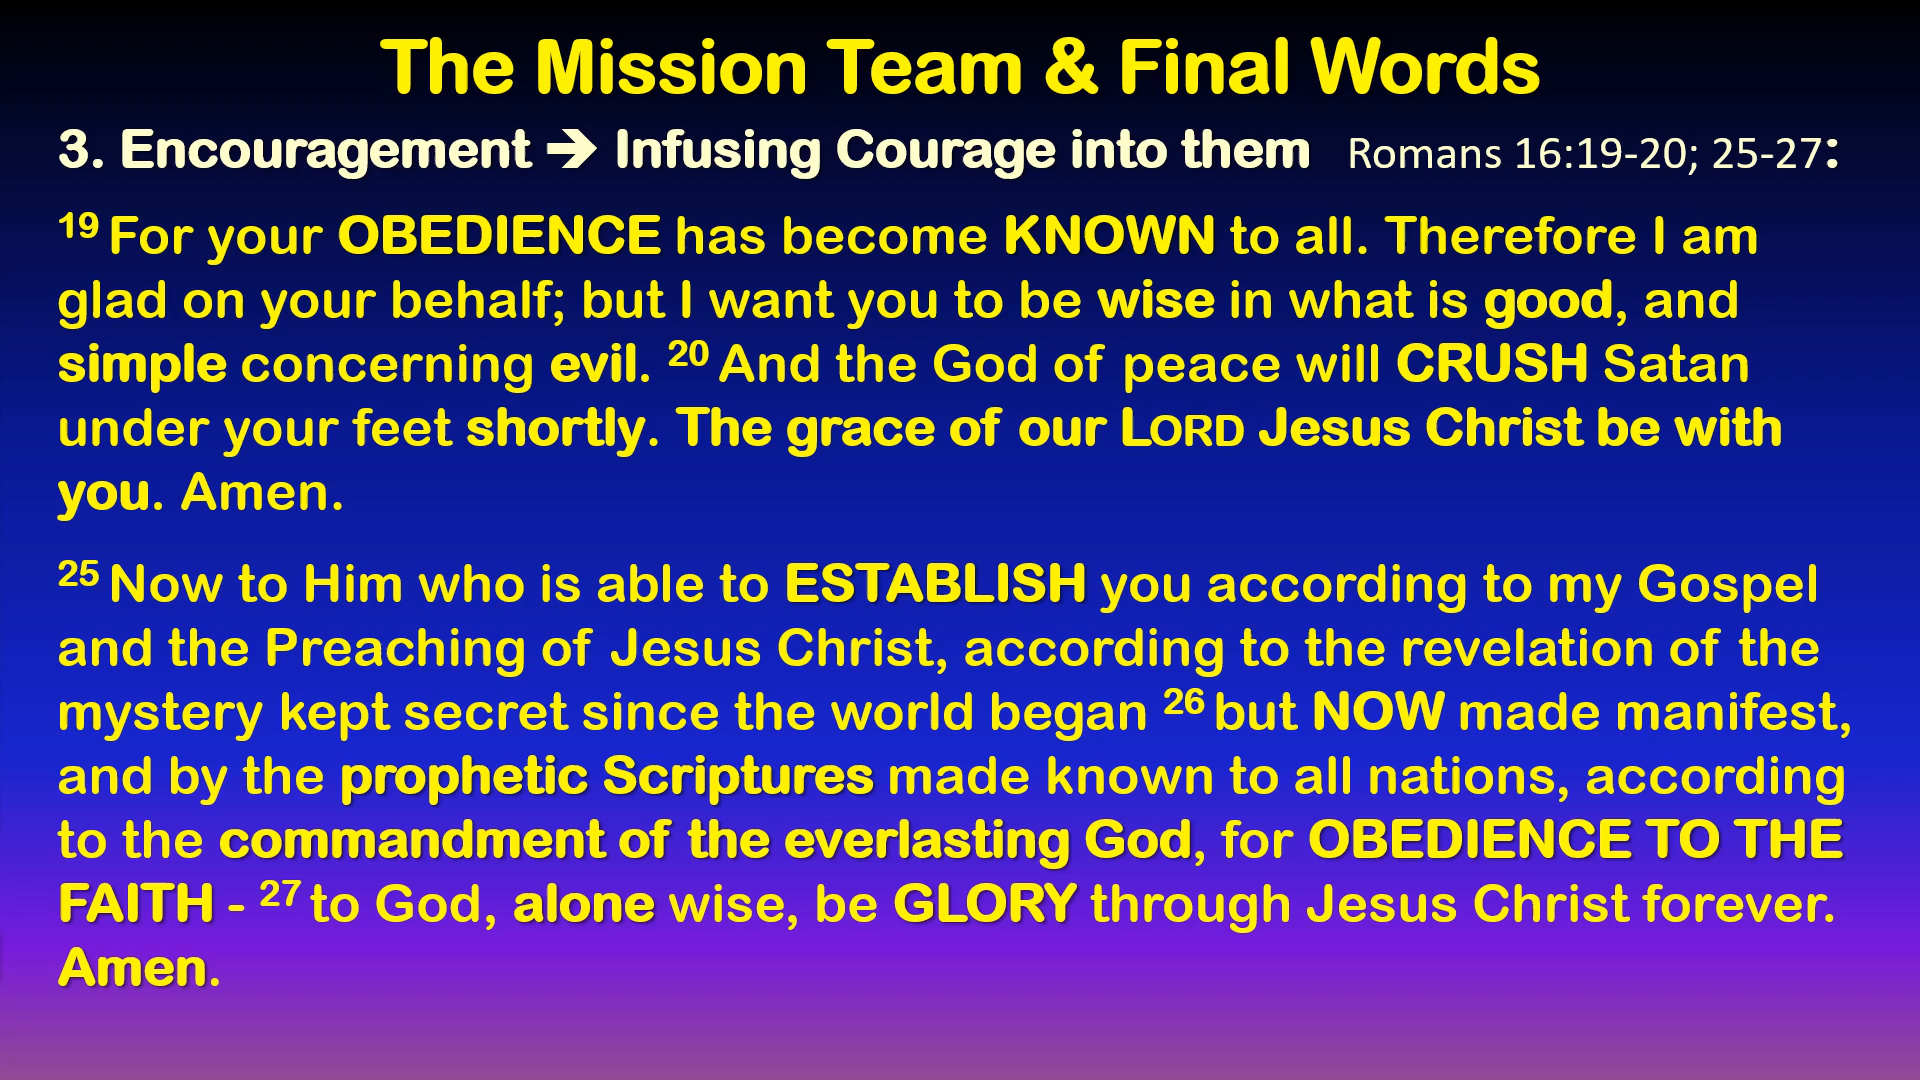 The Mission Team & Final Words
3. Encouragement ➔ Infusing Courage into them Romans 16:19-20; 25-27:
19 For your OBEDIENCE has become KNOWN to all. Therefore I am
glad on your behalf; but I want you to be wise in what is good, and
simple concerning evil. 20 And the God of peace will CRUSH Satan
under your feet shortly. The grace of our LORD Jesus Christ be with
you. Amen.
25 Now to Him who is able to ESTABLISH you according to my Gospel
and the Preaching of Jesus Christ, according to the revelation of the
mystery kept secret since the world began 26 but NOW made manifest,
and by the prophetic Scriptures made known to all nations, according
to the commandment of the everlasting God, for OBEDIENCE TO THE
FAITH - 27 to God, alone wise, be GLORY through Jesus Christ forever.
Amen.